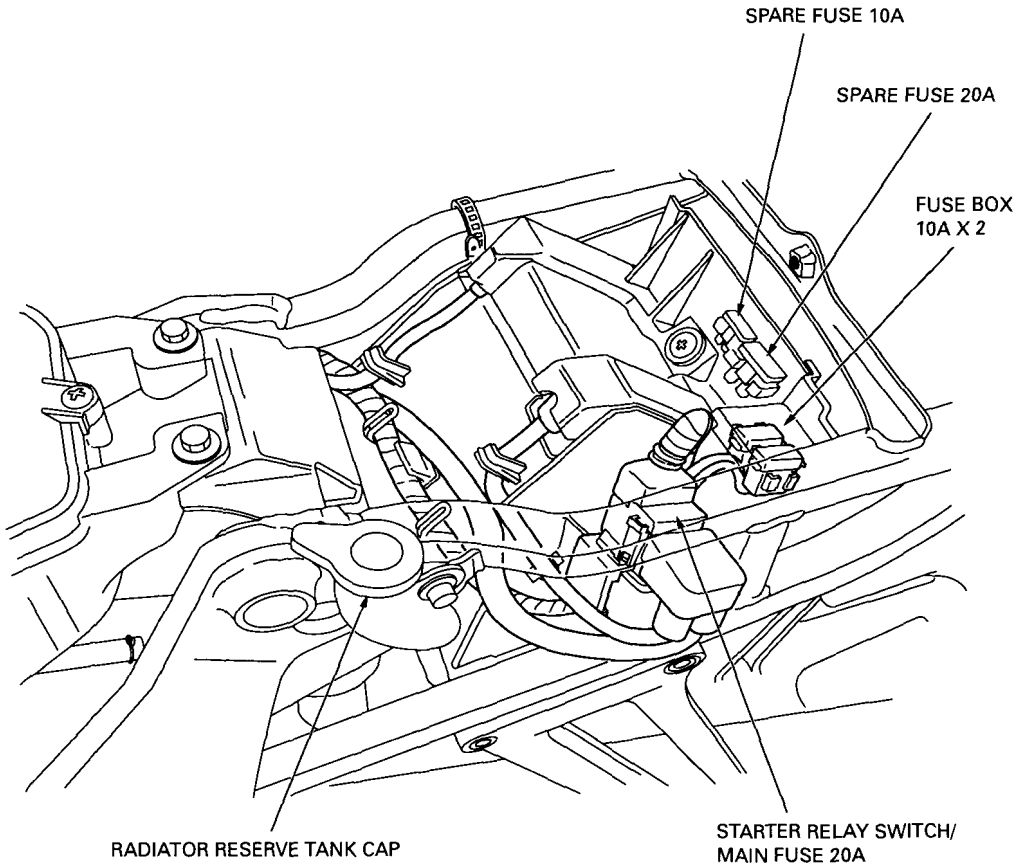 SPARE FUSE 10A
SPARE FUSE 20A
FUSE BOX
10A X 2
RADIATOR RESERVE TANK CAP
STARTER RELAY SWITCH/
MAIN FUSE 20A